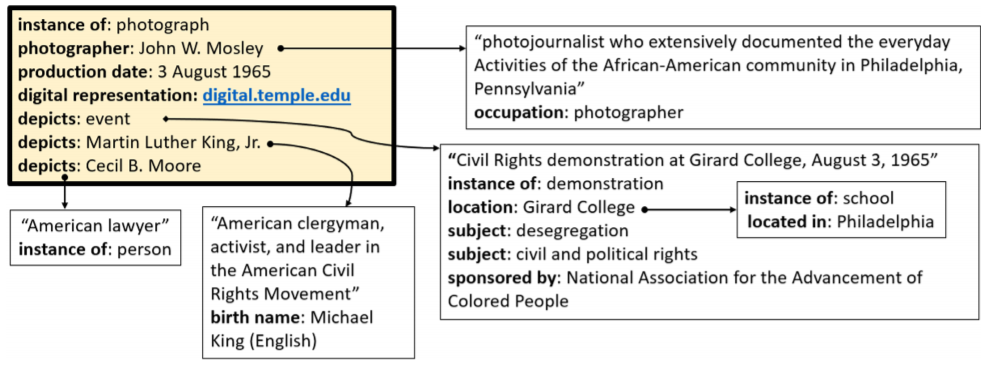 instance of: photograph
photographer: John W. Mosley
production date: 3 August 1965
digital representation: digital.temple.edu
depicts: event
depicts: Martin Luther King, Jr.
depicts: Cecil B. Moore
“photojournalist who extensively documented the everyday
Activities of the African-American community in Philadelphia,
Pennsylvania”
occupation: photographer
“Civil Rights demonstration at Girard College, August 3, 1965”
instance of: demonstration
location: Girard College
subject: desegregation
subject: civil and political rights
sponsored by: National Association for the Advancement of
Colored People
instance of: school
located in: Philadelphia
“American lawyer”
instance of: person
“American clergyman,
activist, and leader in
the American Civil
Rights Movement”
birth name: Michael
King (English)